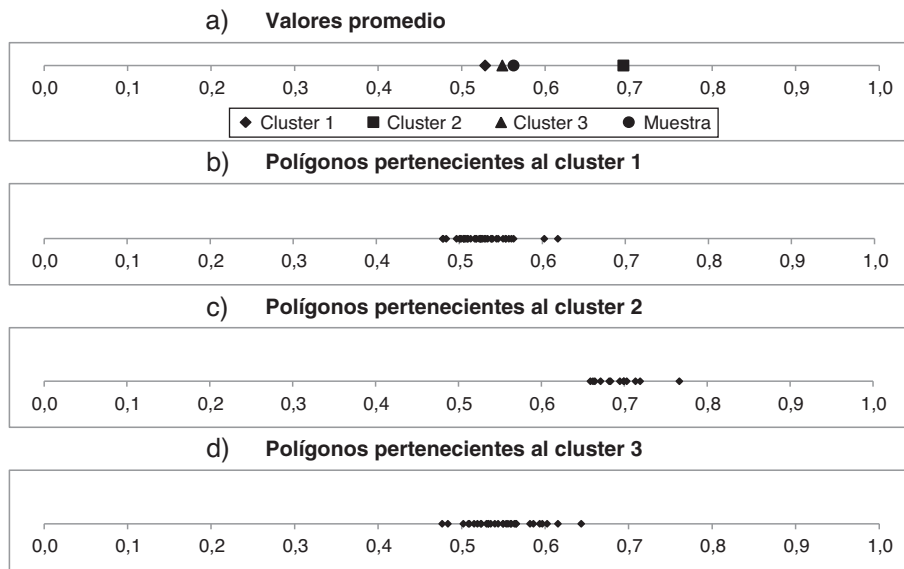 a) Valores promedio
0,0 0,1 0,2 0,3 0,4 0,5 0,6 0,7 0,8 0,9 1,0
Cluster 1 Cluster 2 Cluster 3 Muestra
b) Polígonos pertenecientes al cluster 1
0,0 0,1 0,2 0,3 0,4 0,5 0,6 0,7 0,8 0,9 1,0
c) Polígonos pertenecientes al cluster 2
0,0 0,1 0,2 0,3 0,4 0,5 0,6 0,7 0,8 0,9 1,0
d) Polígonos pertenecientes al cluster 3
0,0 0,1 0,2 0,3 0,4 0,5 0,6 0,7 0,8 0,9 1,0